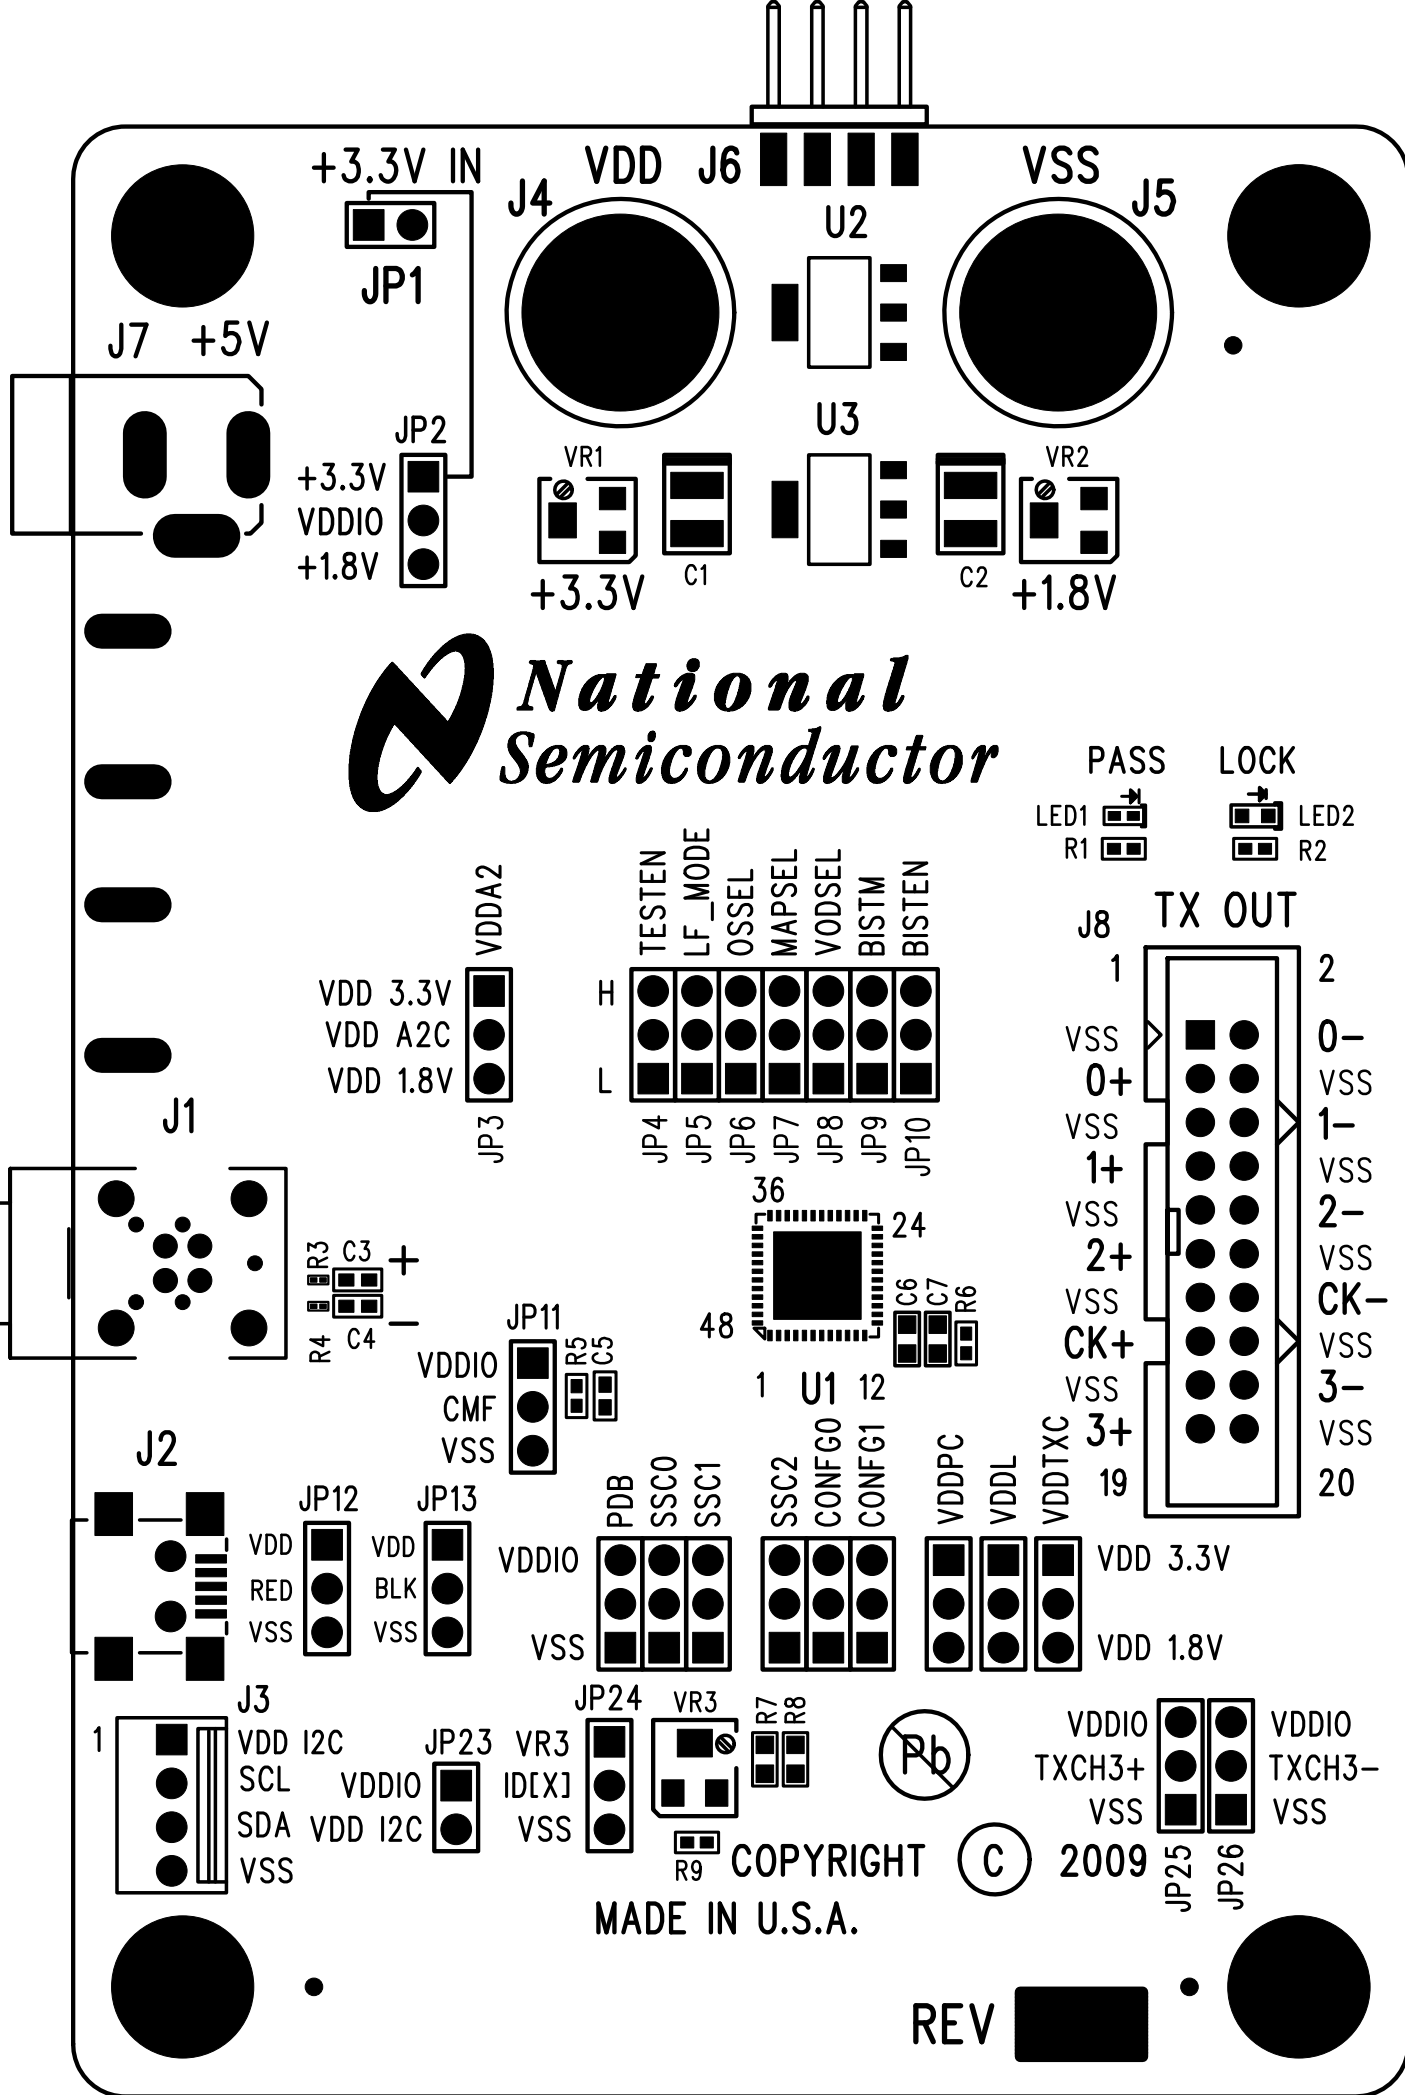 +3.3V IN
VDD
J6
VSS
J4
J5
U2
JP1
J7 +5V
JP2
U3
VR1
VR2
+3.3V
VDDIO
+1.8V
C1
C2
+3.3V
+1.8V
National
Semiconductor
PASS LOCK
LED1
LED2
R1
R2
VDDA2
TESTEN
LF_MODE
OSSEL
MAPSEL
VODSEL
BISTM
BISTEN
J8
TX OUT
1
2
VDD 3.3V
VDD A2C
VDD 1.8V
H
L
JP3
JP4
JP5
JP6
JP7
JP8
JP9
JP10
VSS 0-
0+ VSS
VSS 1-
1+ VSS
VSS 2-
2+ VSS
VSS CK-
CK+ VSS
VSS 3-
3+ VSS
19
20
J1
R3
C3
+
R4
C4
-
36
24
48
1
U1
12
C6
C7
R6
JP11
VDDIO
CMF
VSS
R5
C5
J2
JP12
VDD
RED
VSS
JP13
VDD
BLK
VSS
PDB
SSC0
SSC1
SSC2
CONFG0
CONFG1
VDDPC
VDDL
VDDTXC
VDDIO
VSS
VDD 3.3V
VDD 1.8V
J3
1
VDD I2C
SCL
SDA
VSS
JP23
VDDIO
VDD I2C
JP24
VR3
ID[X]
VSS
VR3
R7
R8
R9
Pb
VDDIO
TXCH3+
VSS
VDDIO
TXCH3-
VSS
JP25
JP26
COPYRIGHT C 2009
MADE IN U.S.A.
REV